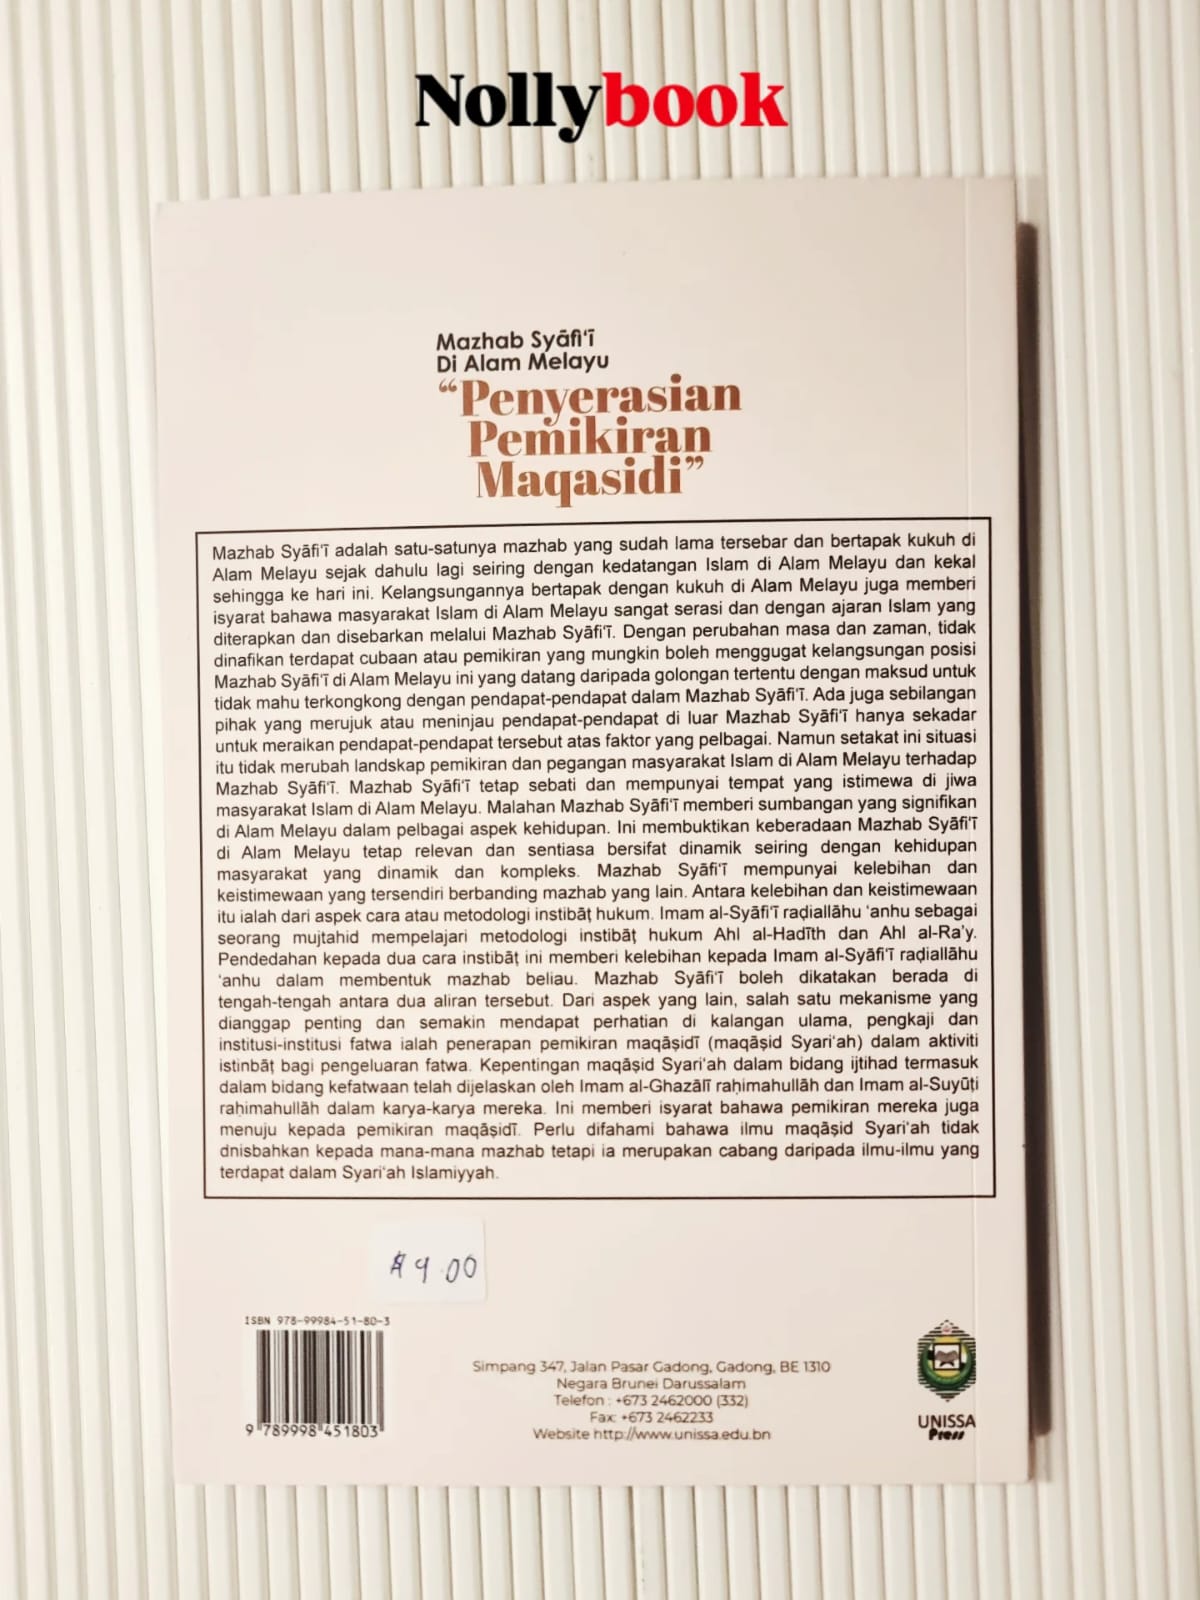 Nollybook
Mazhab Syāfi‘ī
Di Alam Melayu
“Penyerasian
Pemikiran
Maqasidi”
Mazhab Syāfi‘ī adalah satu-satunya mazhab yang sudah lama tersebar dan bertapak kukuh di
Alam Melayu sejak dahulu lagi seiring dengan kedatangan Islam di Alam Melayu dan kekal
sehingga ke hari ini. Kelangsungannya bertapak dengan kukuh di Alam Melayu juga memberi
isyarat bahawa masyarakat Islam di Alam Melayu sangat serasi dan dengan ajaran Islam yang
diterapkan dan disebarkan melalui Mazhab Syāfi‘ī. Dengan perubahan masa dan zaman, tidak
dinafikan terdapat cubaan atau pemikiran yang mungkin boleh menggugat kelangsungan posisi
Mazhab Syāfi‘ī di Alam Melayu ini yang datang daripada golongan tertentu dengan maksud untuk
tidak mahu terkongkong dengan pendapat-pendapat dalam Mazhab Syāfi‘ī. Ada juga sebilangan
pihak yang merujuk atau meninjau pendapat-pendapat di luar Mazhab Syāfi‘ī hanya sekadar
untuk meraikan pendapat-pendapat tersebut atas faktor yang pelbagai. Namun setakat ini situasi
itu tidak merubah landskap pemikiran dan pegangan masyarakat Islam di Alam Melayu terhadap
Mazhab Syāfi‘ī. Mazhab Syāfi‘ī tetap sebati dan mempunyai tempat yang istimewa di jiwa
masyarakat Islam di Alam Melayu. Malahan Mazhab Syāfi‘ī memberi sumbangan yang signifikan
di Alam Melayu dalam pelbagai aspek kehidupan. Ini membuktikan keberadaan Mazhab Syāfi‘ī
di Alam Melayu tetap relevan dan sentiasa bersifat dinamik seiring dengan kehidupan
masyarakat yang dinamik dan kompleks. Mazhab Syāfi‘ī mempunyai kelebihan dan
keistimewaan yang tersendiri berbanding mazhab yang lain. Antara kelebihan dan keistimewaan
itu ialah dari aspek cara atau metodologi instibāṭ hukum. Imam al-Syāfi‘ī raḍiallāhu ‘anhu sebagai
seorang mujtahid mempelajari metodologi instibāṭ hukum Ahl al-Hadīth dan Ahl al-Ra’y.
Pendedahan kepada dua cara instibāṭ ini memberi kelebihan kepada Imam al-Syāfi‘ī raḍiallāhu
‘anhu dalam membentuk mazhab beliau. Mazhab Syāfi‘ī boleh dikatakan berada di
tengah-tengah antara dua aliran tersebut. Dari aspek yang lain, salah satu mekanisme yang
dianggap penting dan semakin mendapat perhatian di kalangan ulama, pengkaji dan
institusi-institusi fatwa ialah penerapan pemikiran maqāṣidī (maqāṣid Syari‘ah) dalam aktiviti
istinbāṭ bagi pengeluaran fatwa. Kepentingan maqāṣid Syari‘ah dalam bidang ijtihad termasuk
dalam bidang kefatwaan telah dijelaskan oleh Imam al-Ghazālī raḥimahullāh dan Imam al-Suyūṭi
raḥimahullāh dalam karya-karya mereka. Ini memberi isyarat bahawa pemikiran mereka juga
menuju kepada pemikiran maqāṣidī. Perlu difahami bahawa ilmu maqāṣid Syari‘ah tidak
dnisbahkan kepada mana-mana mazhab tetapi ia merupakan cabang daripada ilmu-ilmu yang
terdapat dalam Syari‘ah Islamiyyah.
$9.00
ISBN 978-99984-51-80-3
9 789998 451803
Simpang 347, Jalan Pasar Gadong, Gadong, BE 1310
Negara Brunei Darussalam
Telefon : +673 2462000 (332)
Fax: +673 2462233
Website http://www.unissa.edu.bn
UNISSA
Press